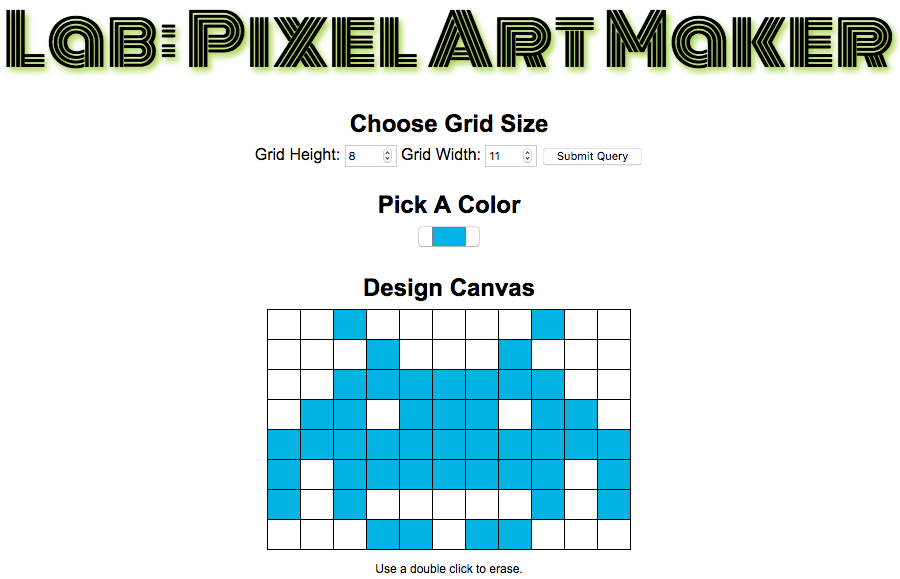 Lab: Pixel Art Maker
Choose Grid Size
Grid Height: 8 Grid Width: 11 Submit Query
Pick A Color
Design Canvas
Use a double click to erase.